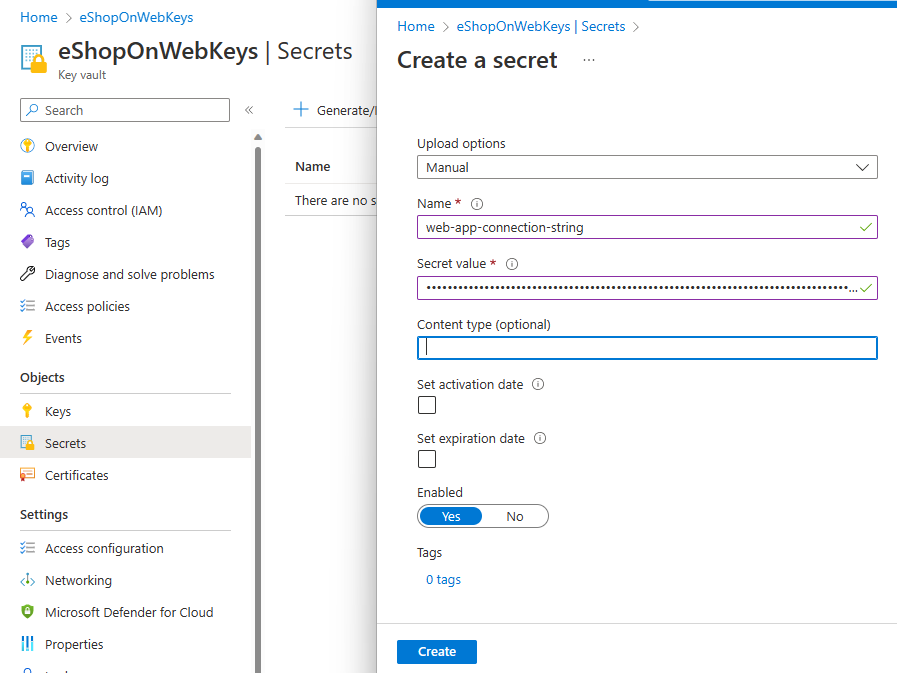 Home > eShopOnWebKeys
eShopOnWebKeys | Secrets
Key vault
Search
«
Overview
Activity log
Access control (IAM)
Tags
Diagnose and solve problems
Access policies
Events
Objects
Keys
Secrets
Certificates
Settings
Access configuration
Networking
Microsoft Defender for Cloud
Properties
+ Generate/
Name
There are no s
Home > eShopOnWebKeys | Secrets >
Create a secret ...
Upload options
Manual
Name *
web-app-connection-string
Secret value *
Content type (optional)
Set activation date
Set expiration date
Enabled
Yes No
Tags
0 tags
Create